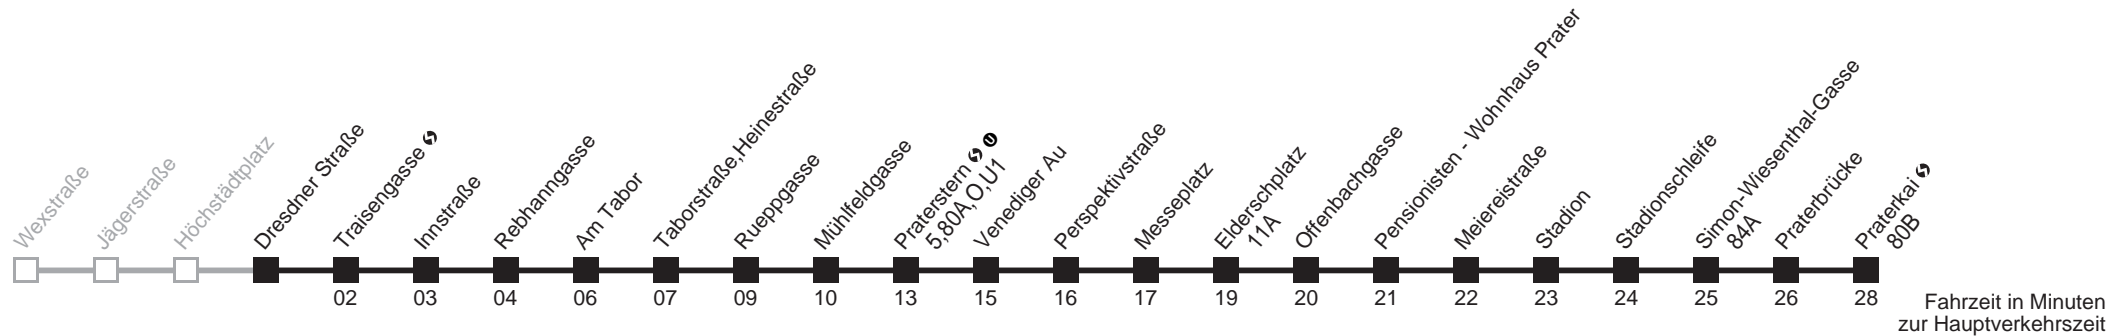 Wexstraße
Jägerstraße
Höchstädtplatz
Dresdner Straße
Traisengasse S
Innstraße
Rebhanngasse
Am Tabor
Taborstraße,Heinestraße
Rueppgasse
Mühlfeldgasse
Praterstern S U
5,80A,O,U1
Venediger Au
Perspektivstraße
Messeplatz
Elderschplatz
11A
Offenbachgasse
Pensionisten - Wohnhaus Prater
Meiereistraße
Stadion
Stadionschleife
Simon-Wiesenthal-Gasse
84A
Praterbrücke
Praterkai S
80B
02 03 04 06 07 09 10 13 15 16 17 19 20 21 22 23 24 25 26 28
Fahrzeit in Minuten
zur Hauptverkehrszeit